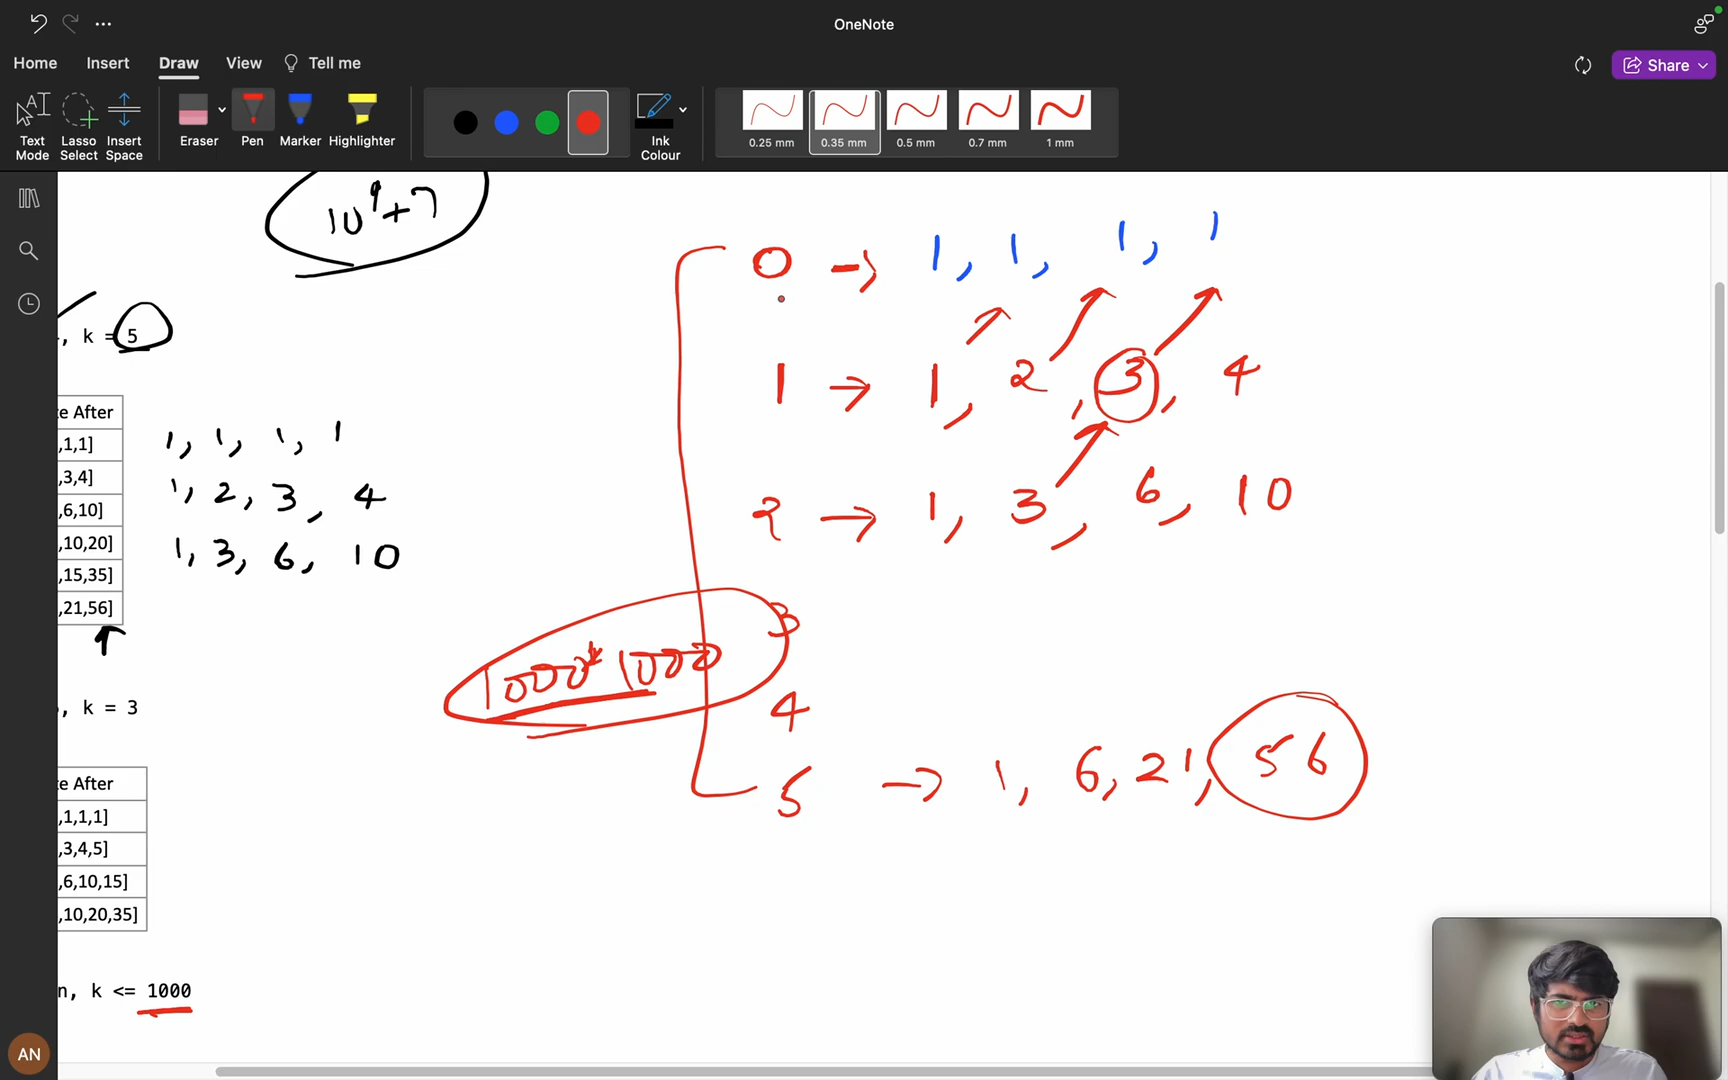 OneNote
Home Insert Draw View Tell me
Share
Text Mode
Lasso Select
Insert Space
Eraser
Pen
Marker
Highlighter
Ink Colour
0.25 mm
0.35 mm
0.5 mm
0.7 mm
1 mm
10^9+7
, k = 5
te After
,1,1]
,3,4]
,6,10]
,10,20]
,15,35]
,21,56]
1, 1, 1, 1
1, 2, 3, 4
1, 3, 6, 10
, k = 3
te After
,1,1,1]
,3,4,5]
,6,10,15]
,10,20,35]
n, k <= 1000
0 → 1, 1, 1, 1
1 → 1, 2, 3, 4
2 → 1, 3, 6, 10
3
1000*1000
4
5 → 1, 6, 21, 56
AN